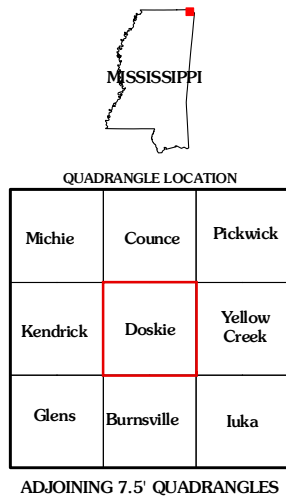 MISSISSIPPI
QUADRANGLE LOCATION
Michie Counce Pickwick
Kendrick Doskie Yellow
Creek
Glens Burnsville Iuka
ADJOINING 7.5' QUADRANGLES